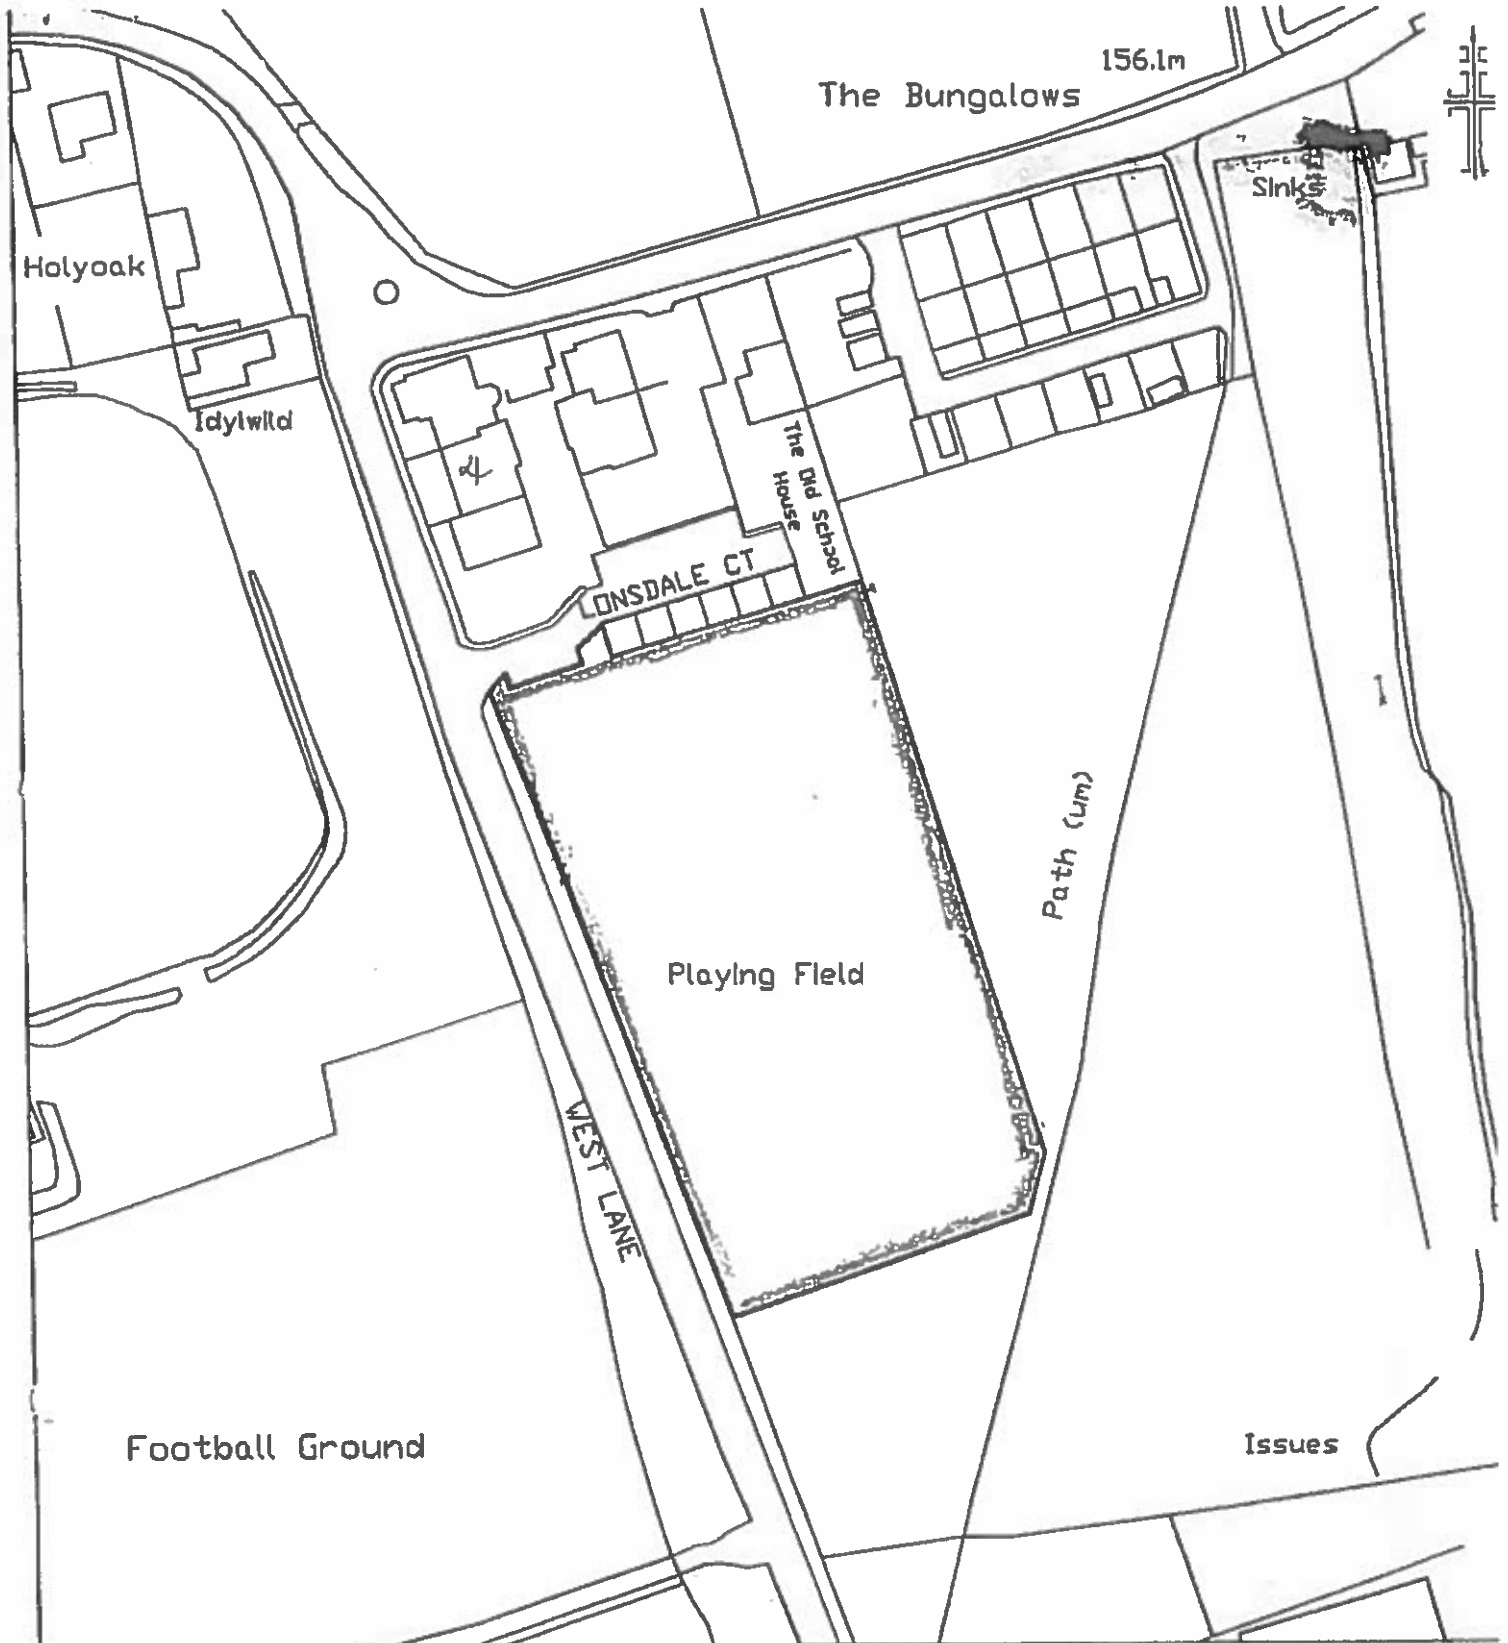 156.1m
The Bungalows
Sinks
Holyoak
Idylwild
4
The Old School
House
LONSDALE CT
Path (um)
Playing Field
WEST LANE
Football Ground
Issues